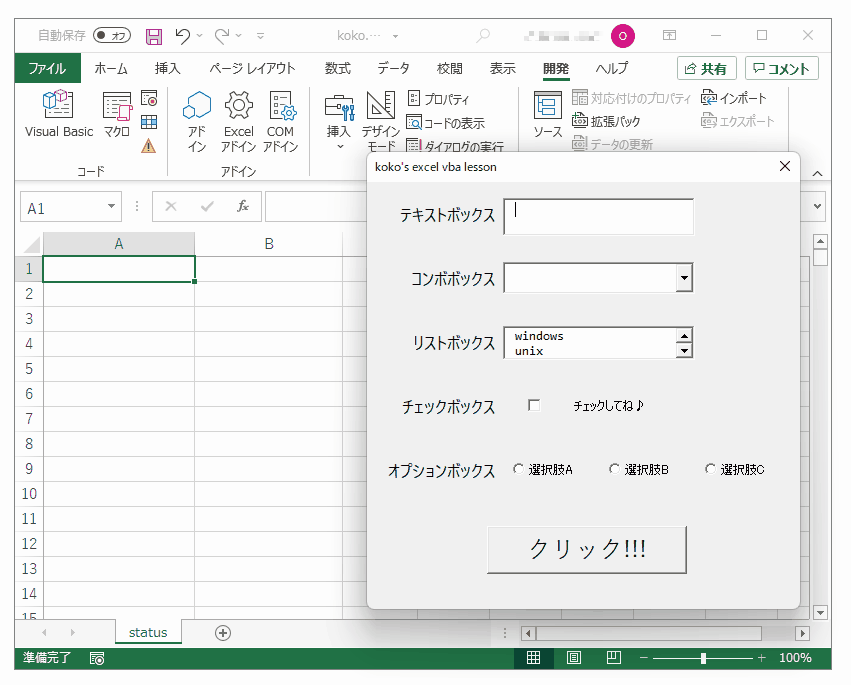 自動保存 オフ koko.… O
ファイル ホーム 挿入 ページ レイアウト 数式 データ 校閲 表示 開発 ヘルプ 共有 コメント
Visual Basic マクロ
コード
アドイン Excel アドイン COM アドイン
アドイン
挿入 デザイン モード
プロパティ
コードの表示
ダイアログの実行
ソース
対応付けのプロパティ
拡張パック
データの更新
インポート
エクスポート
A1 fx
A B
1
2
3
4
5
6
7
8
9
10
11
12
13
14
15
koko's excel vba lesson
テキストボックス
コンボボックス
リストボックス windows
unix
チェックボックス チェックしてね♪
オプションボックス 選択肢A 選択肢B 選択肢C
クリック!!!
status
準備完了 100%